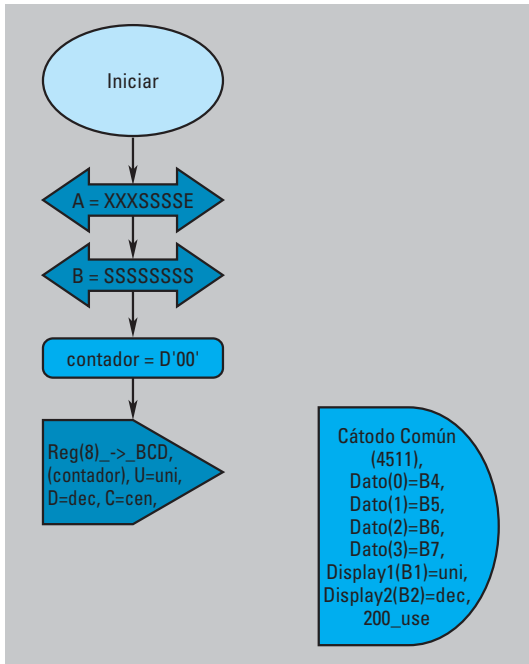 Iniciar
A = XXXSSSSE
B = SSSSSSSS
contador = D'00'
Reg(8)_->_BCD,
(contador), U=uni,
D=dec, C=cen,
Cátodo Común
(4511),
Dato(0)=B4,
Dato(1)=B5,
Dato(2)=B6,
Dato(3)=B7,
Display1(B1)=uni,
Display2(B2)=dec,
200_use